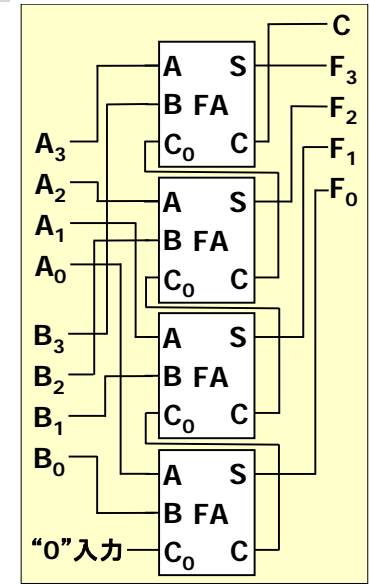 C
A S F₃
B FA F₂
A₃ C₀ C F₁
A₂ A S F₀
A₁ B FA
A₀ C₀ C
B₃ A S
B₂ B FA
B₁ C₀ C
B₀ A S
B FA
“0”入力 C₀ C